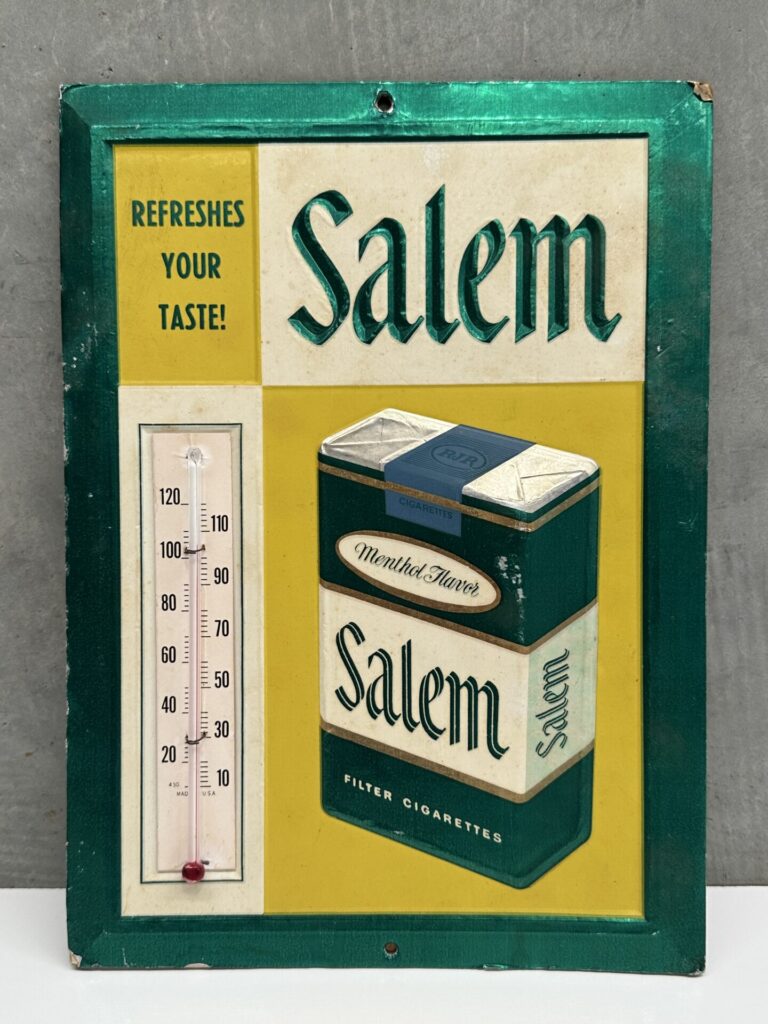 REFRESHES
YOUR
TASTE!
Salem
120
110
100
90
80
70
60
50
40
30
20
10
450
MADE U.S.A
RJR
CIGARETTES
Menthol Flavor
Salem
Salem
FILTER CIGARETTES